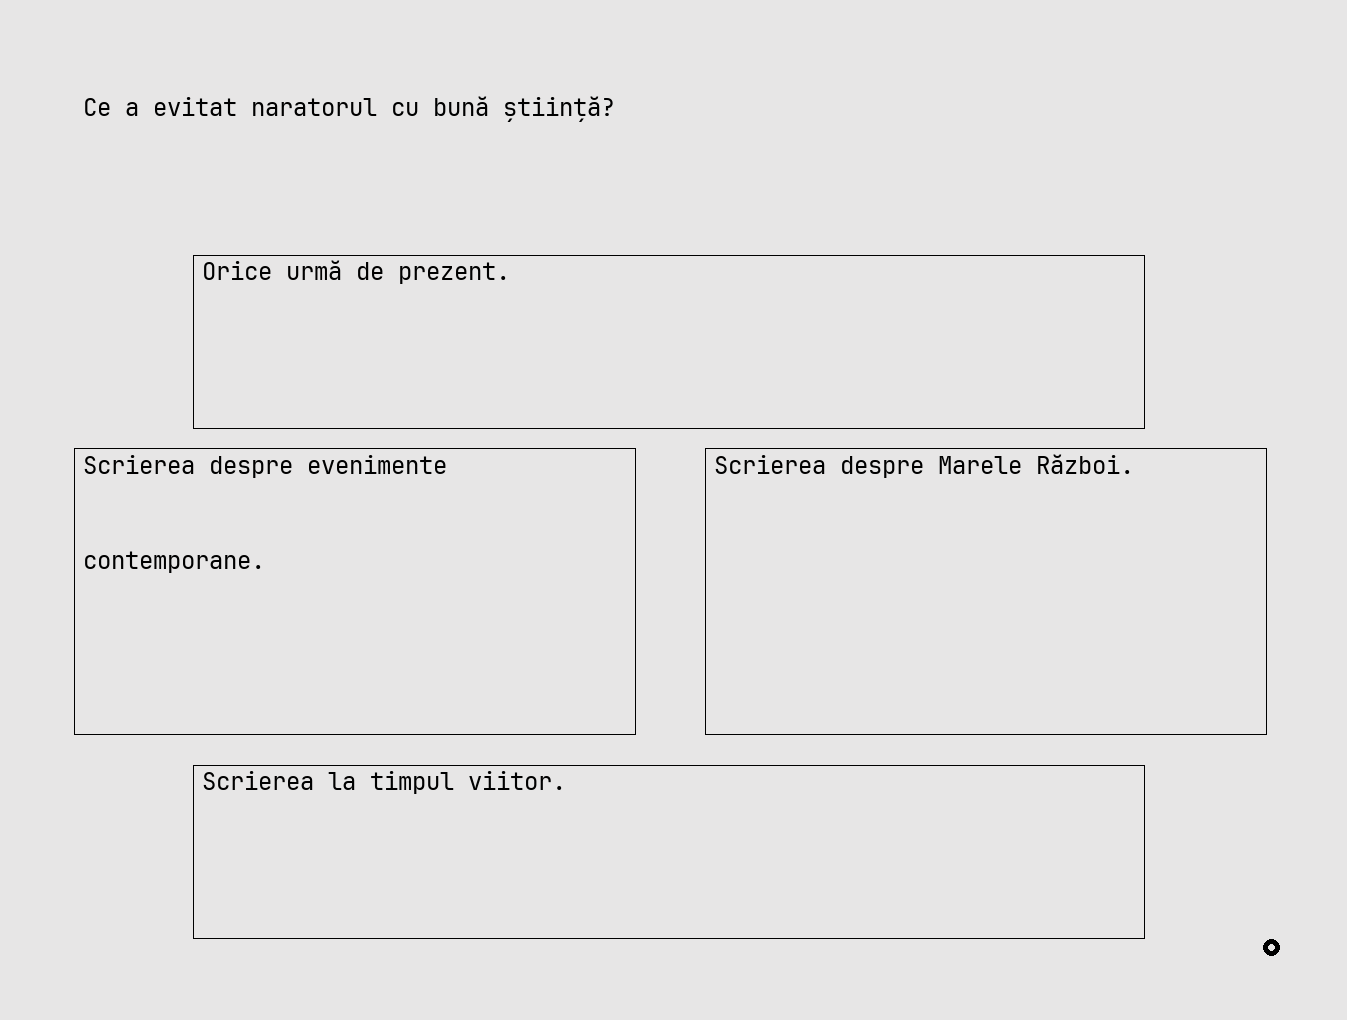 Ce a evitat naratorul cu bună știință?
Orice urmă de prezent.
Scrierea despre evenimente
contemporane.
Scrierea despre Marele Război.
Scrierea la timpul viitor.